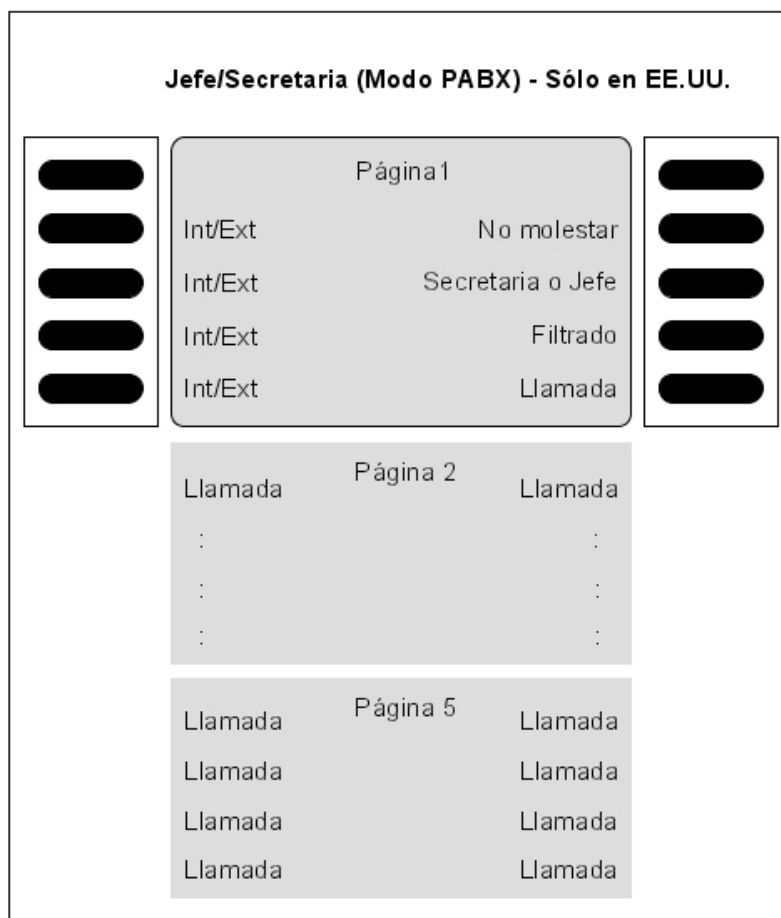 Jefe/Secretaria (Modo PABX) - Sólo en EE.UU.
Página1
Int/Ext No molestar
Int/Ext Secretaria o Jefe
Int/Ext Filtrado
Int/Ext Llamada
Página 2
Llamada Llamada
: :
: :
: :
Página 5
Llamada Llamada
Llamada Llamada
Llamada Llamada
Llamada Llamada